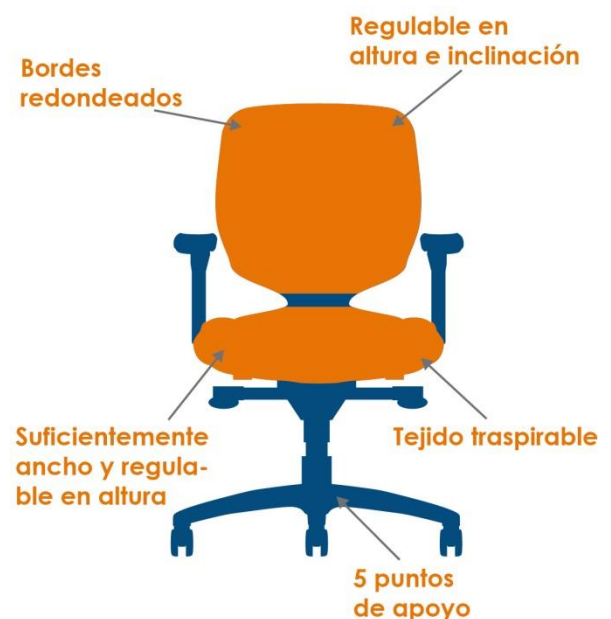 Regulable en
altura e inclinación
Bordes
redondeados
Suficientemente
ancho y regula-
ble en altura
Tejido traspirable
5 puntos
de apoyo